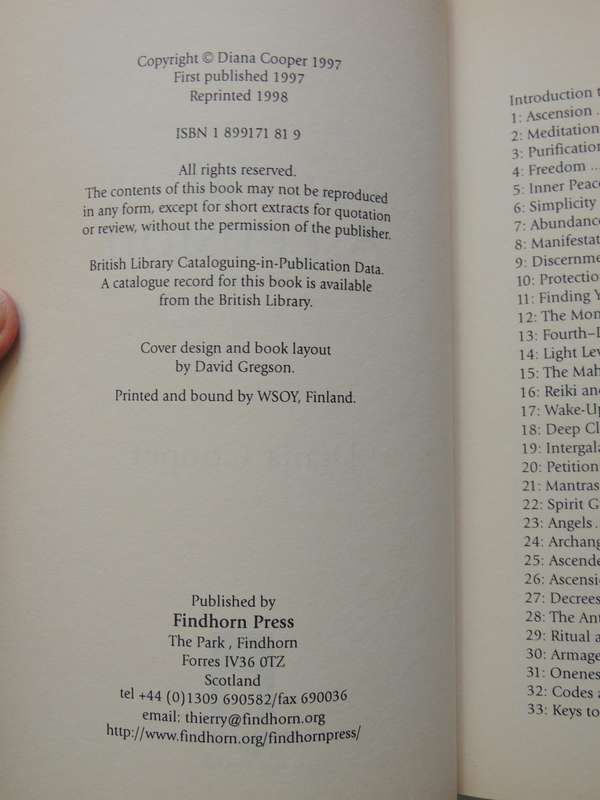 Copyright © Diana Cooper 1997
First published 1997
Reprinted 1998
ISBN 1 899171 81 9
All rights reserved.
The contents of this book may not be reproduced
in any form, except for short extracts for quotation
or review, without the permission of the publisher.
British Library Cataloguing-in-Publication Data.
A catalogue record for this book is available
from the British Library.
Cover design and book layout
by David Gregson.
Printed and bound by WSOY, Finland.
Published by
Findhorn Press
The Park , Findhorn
Forres IV36 0TZ
Scotland
tel +44 (0)1309 690582/fax 690036
email: thierry@findhorn.org
http://www.findhorn.org/findhornpress/
Introduction
1: Ascension ..
2: Meditation
3: Purification
4: Freedom ...
5: Inner Peac
6: Simplicity
7: Abundance
8: Manifestat
9: Discernme
10: Protectio
11: Finding Y
12: The Mon
13: Fourth–
14: Light Lev
15: The Mah
16: Reiki an
17: Wake-Up
18: Deep Cl
19: Intergala
20: Petition
21: Mantras
22: Spirit G
23: Angels .
24: Archang
25: Ascende
26: Ascensi
27: Decrees
28: The Ant
29: Ritual a
30: Armage
31: Oneness
32: Codes
33: Keys to